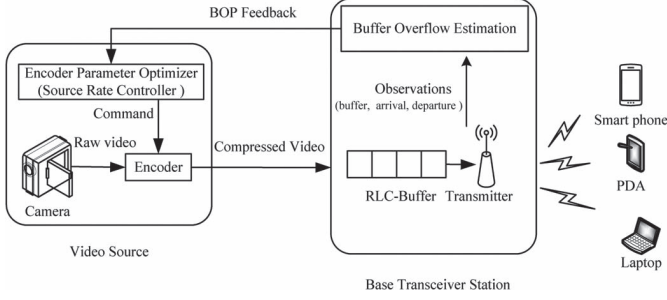 BOP Feedback
Buffer Overflow Estimation
Encoder Parameter Optimizer
(Source Rate Controller )
Observations
(buffer, arrival, departure )
Command
Raw video
Encoder
Compressed Video
Camera
RLC-Buffer
Transmitter
Smart phone
PDA
Laptop
Video Source
Base Transceiver Station